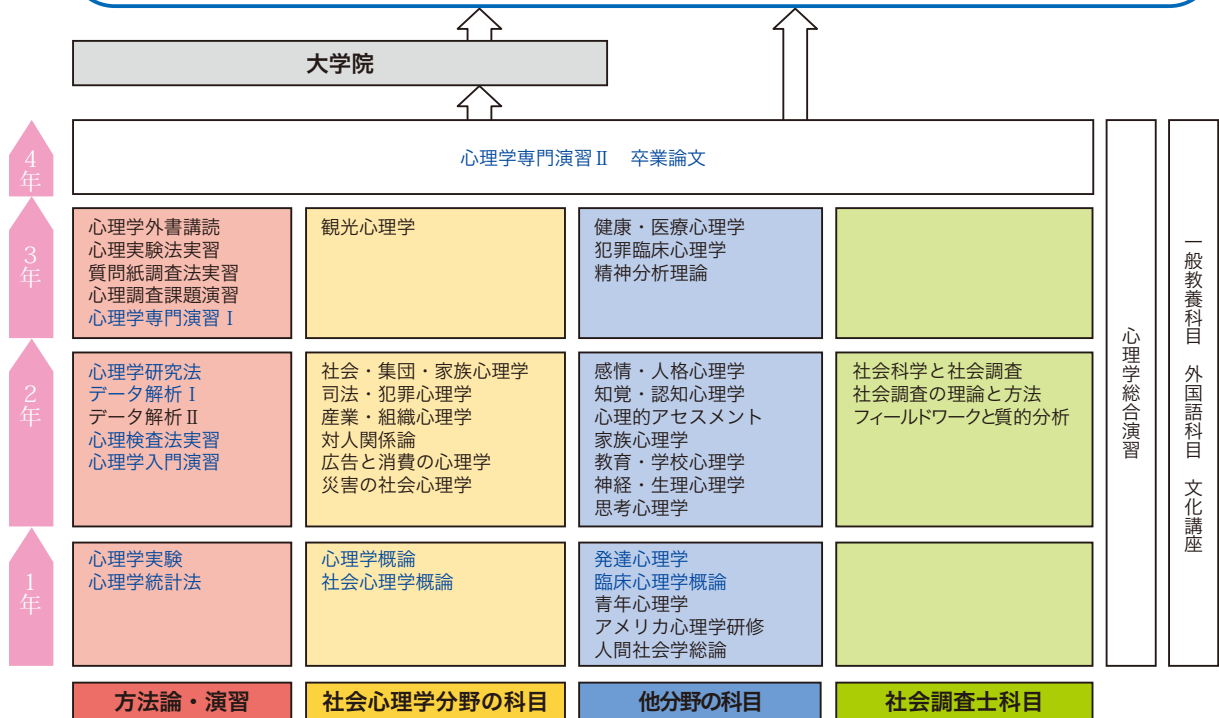 大学院
4年
心理学専門演習Ⅱ　卒業論文
3年
心理学外書講読
心理実験法実習
質問紙調査法実習
心理調査課題演習
心理学専門演習Ⅰ
観光心理学
健康・医療心理学
犯罪臨床心理学
精神分析理論
2年
心理学研究法
データ解析Ⅰ
データ解析Ⅱ
心理検査法実習
心理学入門演習
社会・集団・家族心理学
司法・犯罪心理学
産業・組織心理学
対人関係論
広告と消費の心理学
災害の社会心理学
感情・人格心理学
知覚・認知心理学
心理的アセスメント
家族心理学
教育・学校心理学
神経・生理心理学
思考心理学
社会科学と社会調査
社会調査の理論と方法
フィールドワークと質的分析
1年
心理学実験
心理学統計法
心理学概論
社会心理学概論
発達心理学
臨床心理学概論
青年心理学
アメリカ心理学研修
人間社会学総論
心理学総合演習
一般教養科目　外国語科目　文化講座
方法論・演習
社会心理学分野の科目
他分野の科目
社会調査士科目